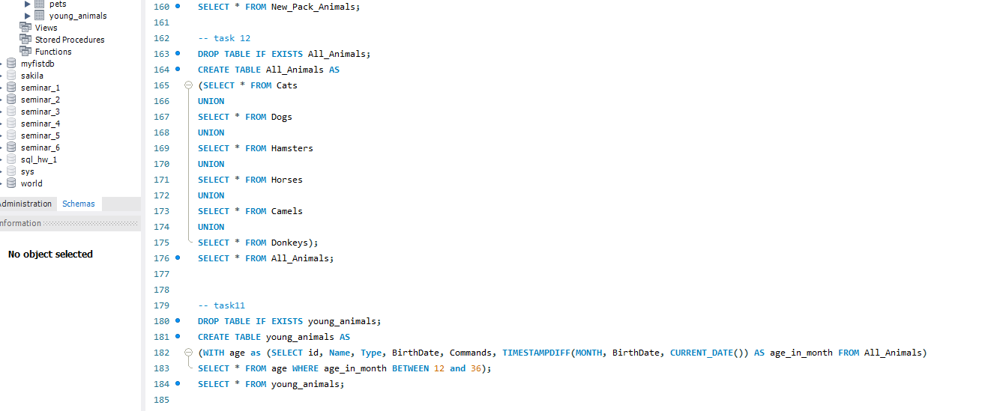 pets
young_animals
Views
Stored Procedures
Functions
myfistdb
sakila
seminar_1
seminar_2
seminar_3
seminar_4
seminar_5
seminar_6
sql_hw_1
sys
world
dministration Schemas
nformation
No object selected
160 SELECT * FROM New_Pack_Animals;
161
162 -- task 12
163 DROP TABLE IF EXISTS All_Animals;
164 CREATE TABLE All_Animals AS
165 (SELECT * FROM Cats
166 UNION
167 SELECT * FROM Dogs
168 UNION
169 SELECT * FROM Hamsters
170 UNION
171 SELECT * FROM Horses
172 UNION
173 SELECT * FROM Camels
174 UNION
175 SELECT * FROM Donkeys);
176 SELECT * FROM All_Animals;
177
178
179 -- task11
180 DROP TABLE IF EXISTS young_animals;
181 CREATE TABLE young_animals AS
182 (WITH age as (SELECT id, Name, Type, BirthDate, Commands, TIMESTAMPDIFF(MONTH, BirthDate, CURRENT_DATE()) AS age_in_month FROM All_Animals)
183 SELECT * FROM age WHERE age_in_month BETWEEN 12 and 36);
184 SELECT * FROM young_animals;
185